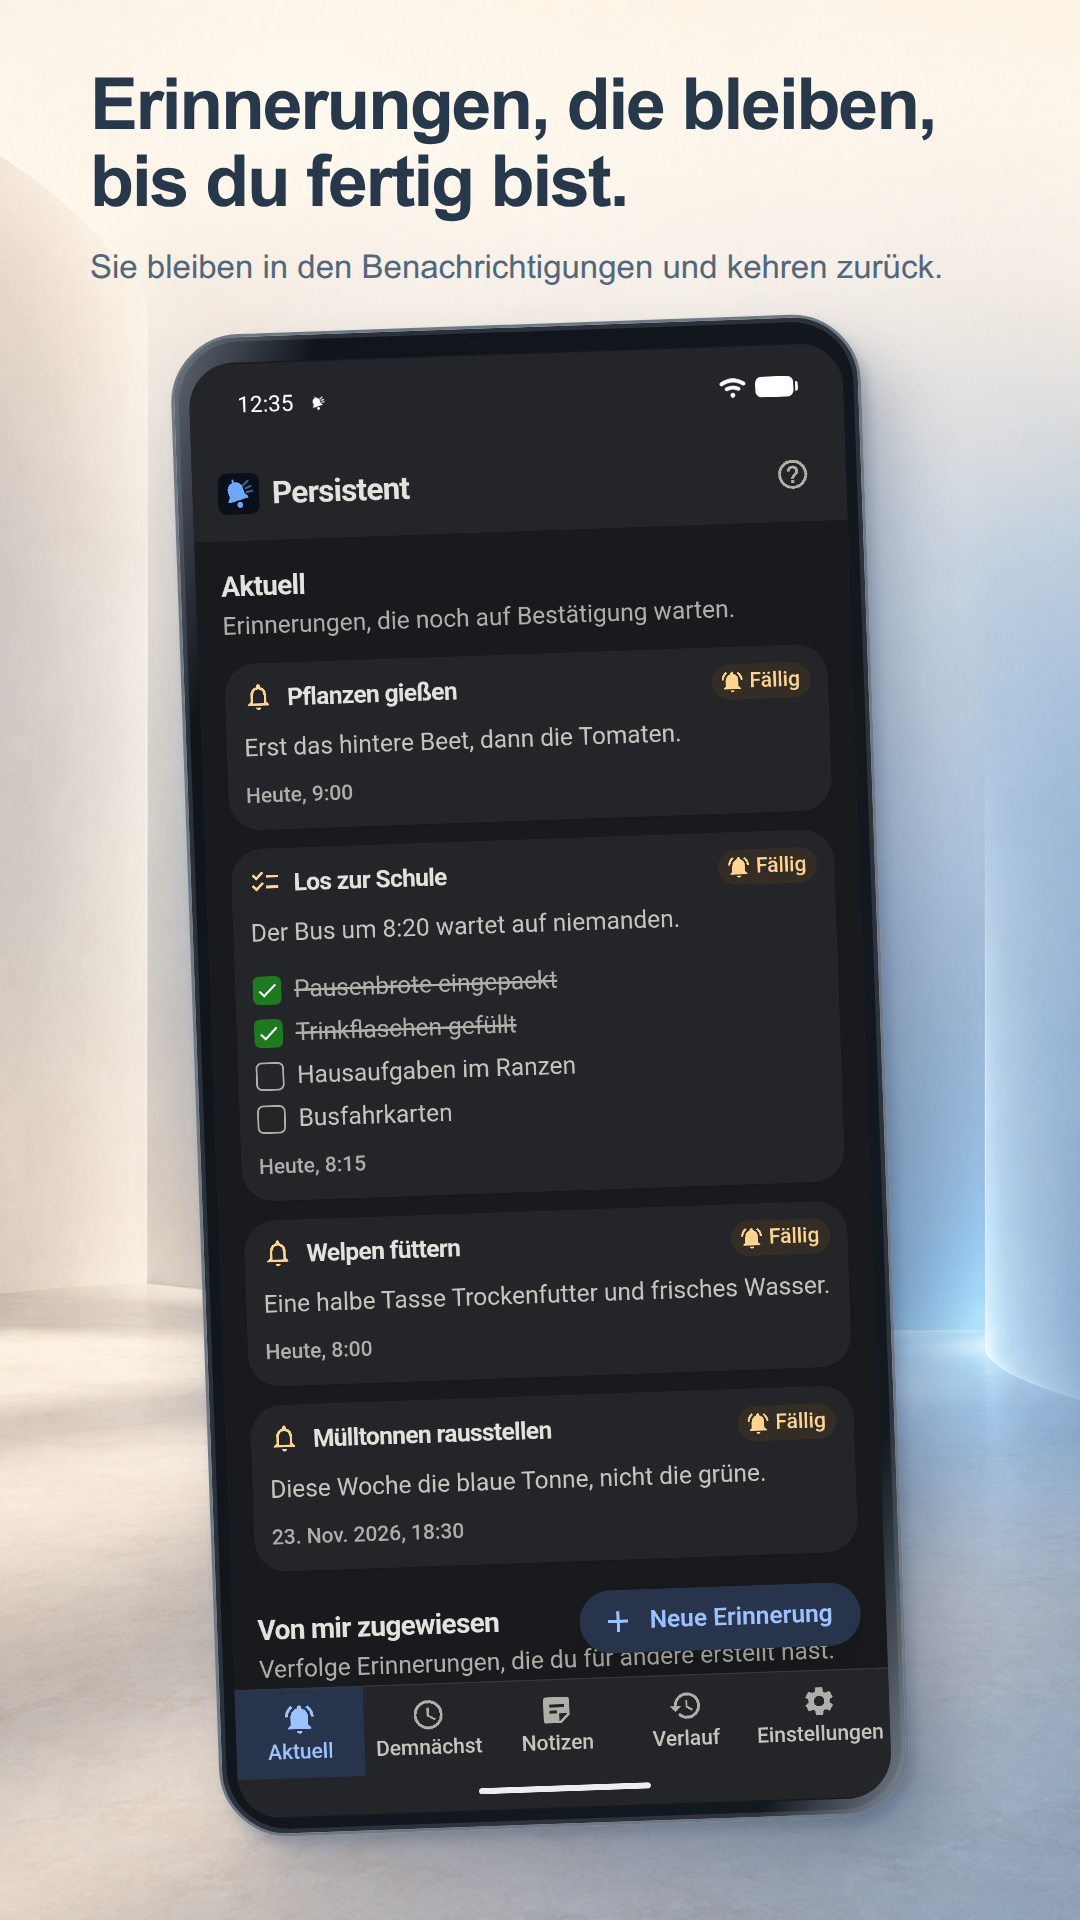 Erinnerungen, die bleiben,
bis du fertig bist.
Sie bleiben in den Benachrichtigungen und kehren zurück.
12:35
Persistent
Aktuell
Erinnerungen, die noch auf Bestätigung warten.
Pflanzen gießen
Fällig
Erst das hintere Beet, dann die Tomaten.
Heute, 9:00
Los zur Schule
Fällig
Der Bus um 8:20 wartet auf niemanden.
Pausenbrote eingepackt
Trinkflaschen gefüllt
Hausaufgaben im Ranzen
Busfahrkarten
Heute, 8:15
Welpen füttern
Fällig
Eine halbe Tasse Trockenfutter und frisches Wasser.
Heute, 8:00
Mülltonnen rausstellen
Fällig
Diese Woche die blaue Tonne, nicht die grüne.
23. Nov. 2026, 18:30
Von mir zugewiesen
Neue Erinnerung
Verfolge Erinnerungen, die du für andere erstellt hast.
Aktuell
Demnächst
Notizen
Verlauf
Einstellungen